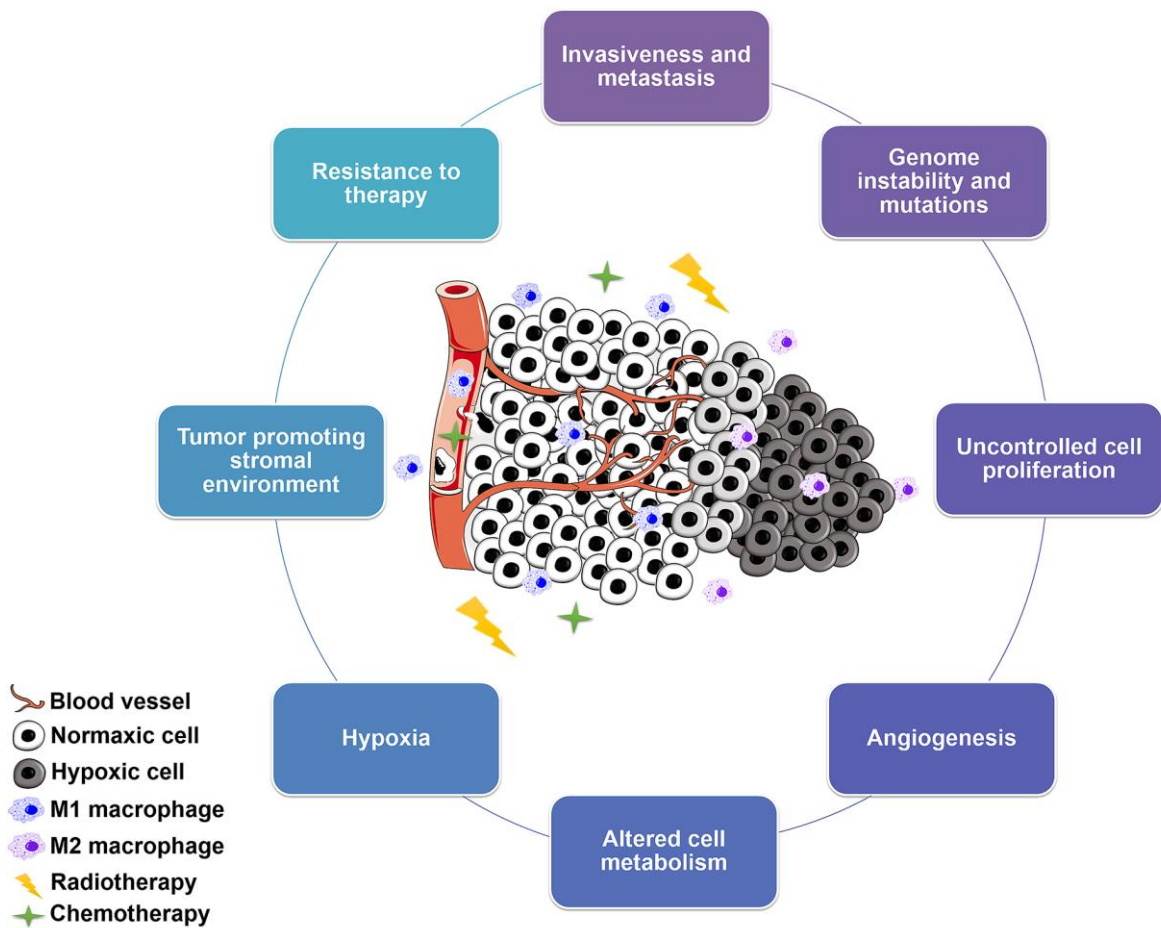 Invasiveness and
metastasis
Genome
instability and
mutations
Uncontrolled cell
proliferation
Angiogenesis
Altered cell
metabolism
Hypoxia
Tumor promoting
stromal
environment
Resistance to
therapy
Blood vessel
Normaxic cell
Hypoxic cell
M1 macrophage
M2 macrophage
Radiotherapy
Chemotherapy